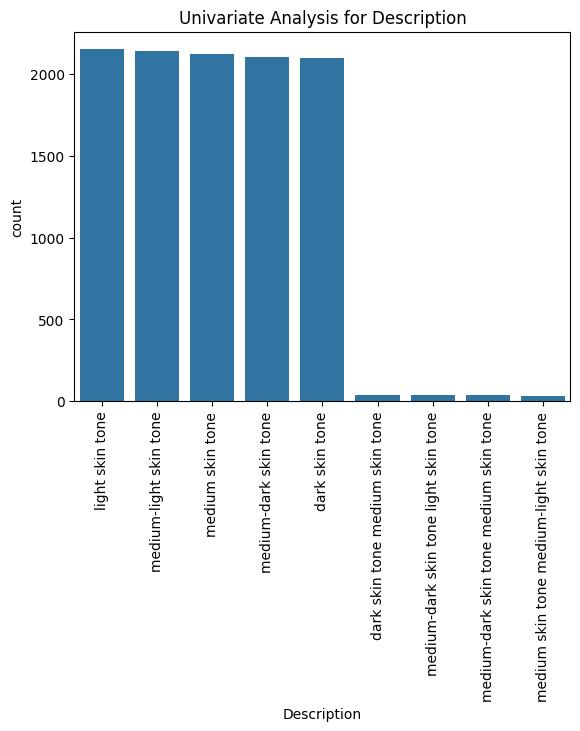 Univariate Analysis for Description
2000
1500
1000
500
0
count
light skin tone
medium-light skin tone
medium skin tone
medium-dark skin tone
dark skin tone
dark skin tone medium skin tone
medium-dark skin tone light skin tone
medium-dark skin tone medium skin tone
medium skin tone medium-light skin tone
Description